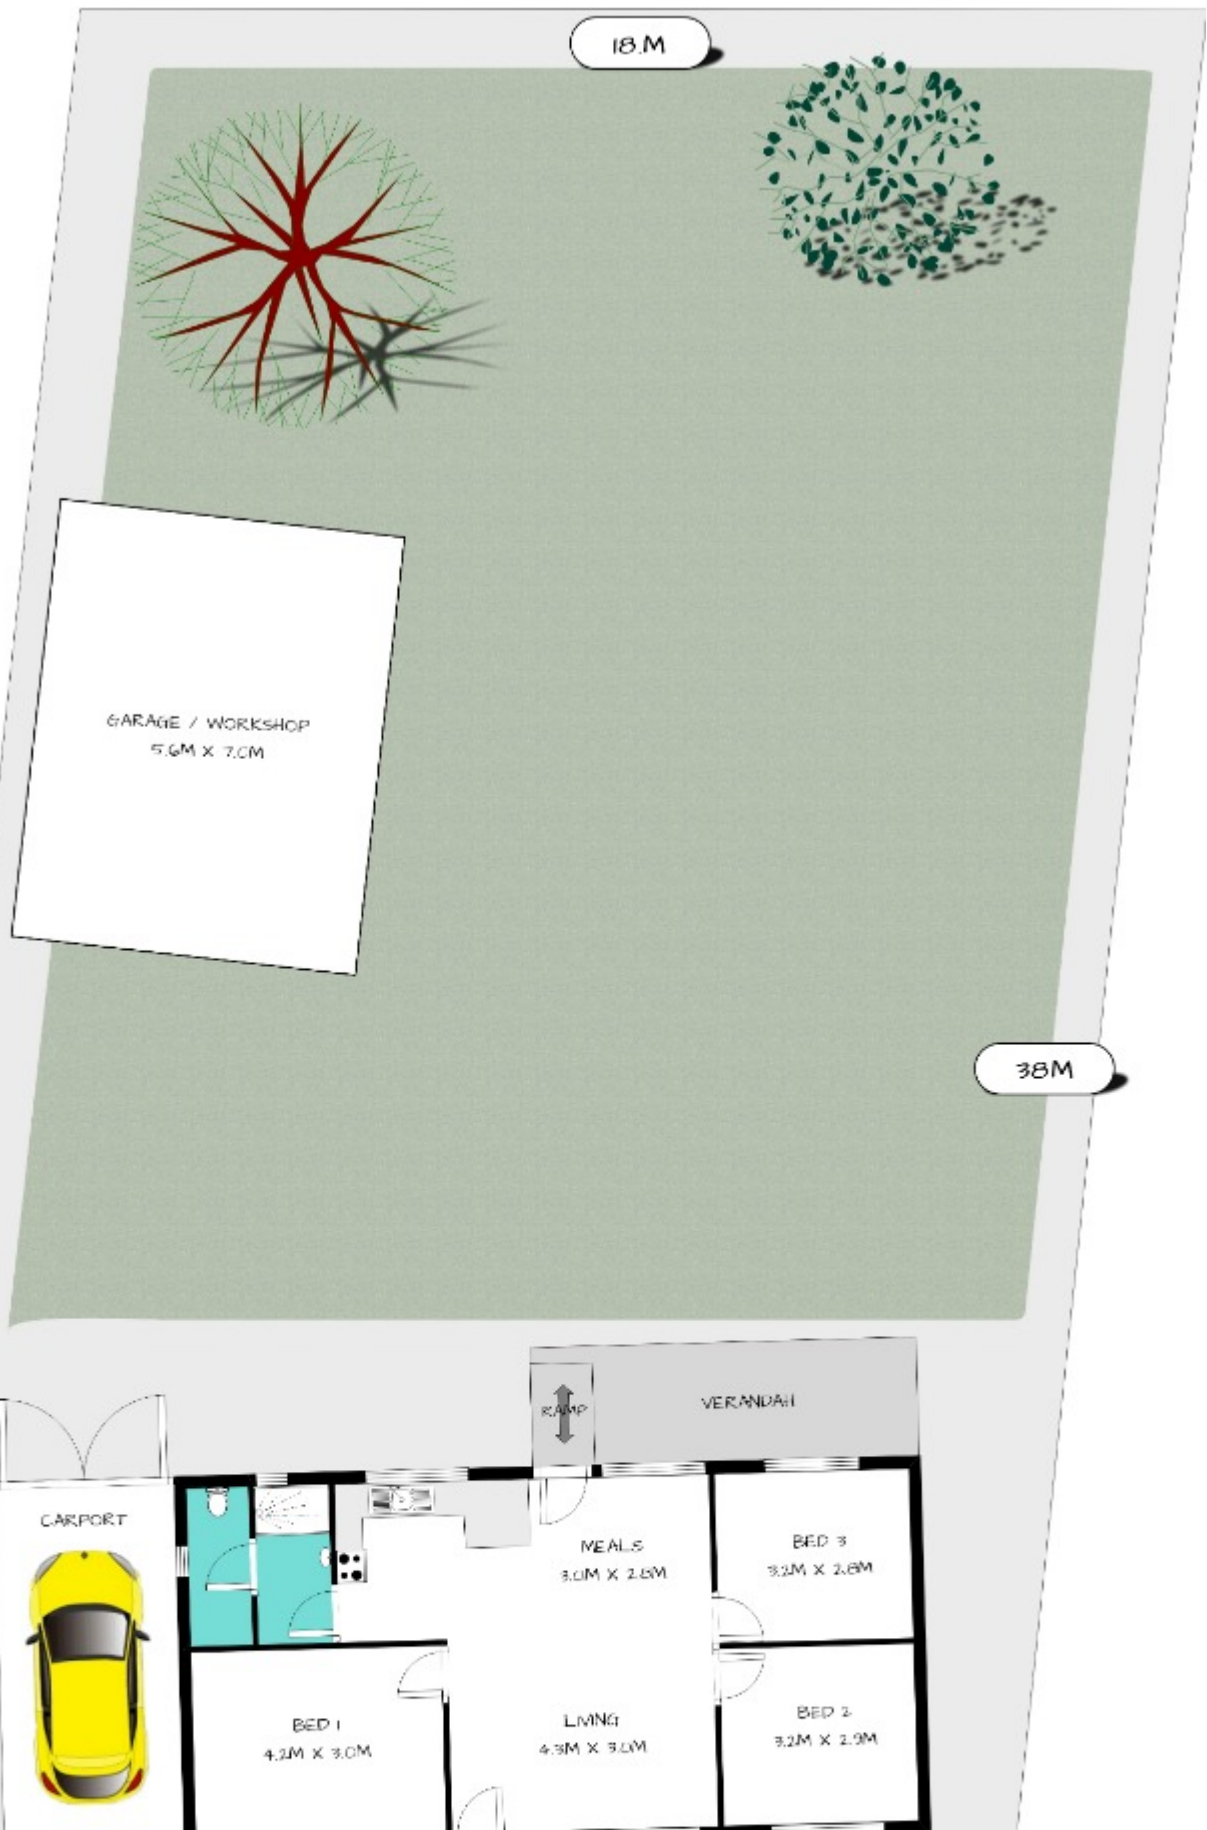 18.M
GARAGE / WORKSHOP
5.6M X 7.0M
38M
RAMP
VERANDAH
CARPORT
MEALS
3.0M X 2.8M
BED 3
3.2M X 2.8M
BED 1
4.2M X 3.0M
LIVING
4.3M X 3.0M
BED 2
3.2M X 2.9M